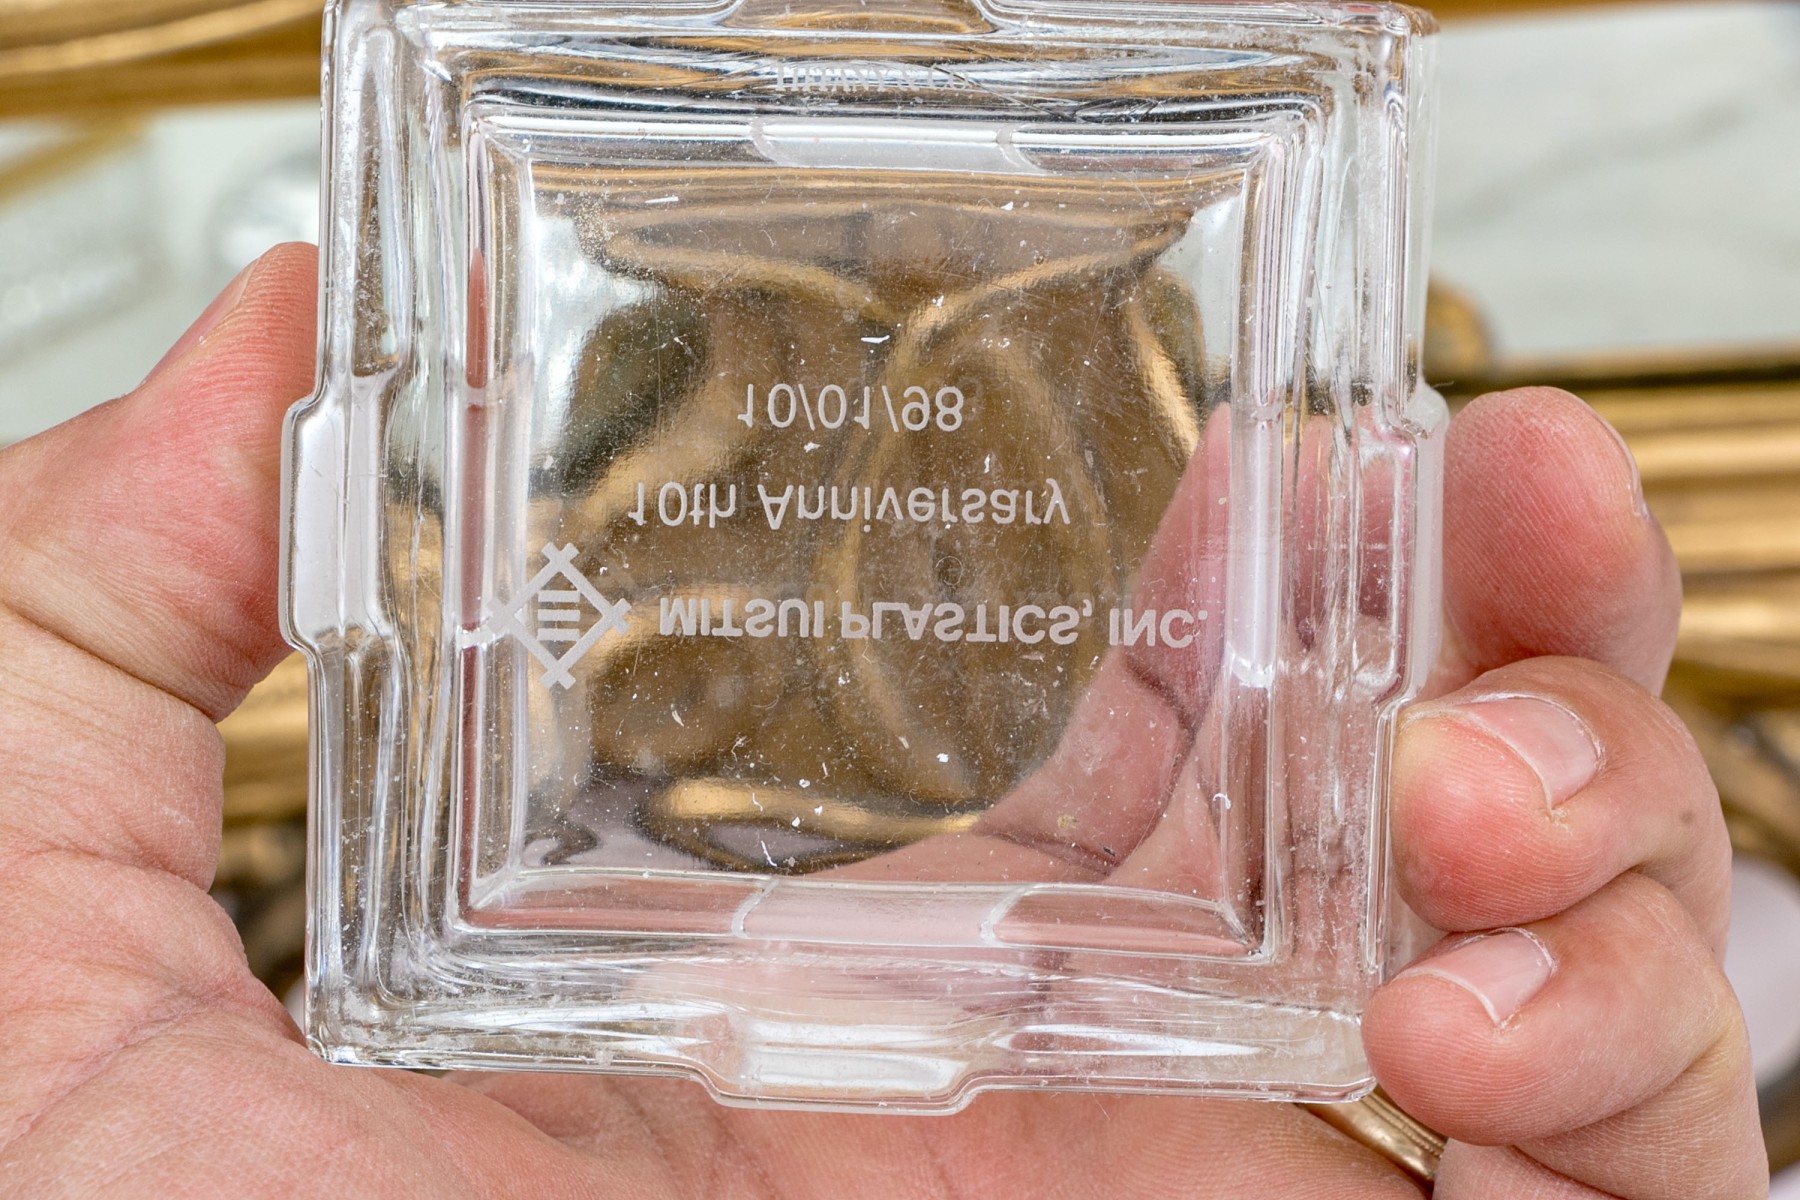 MITSUI PLASTICS, INC.
10th Anniversary
10/01/98